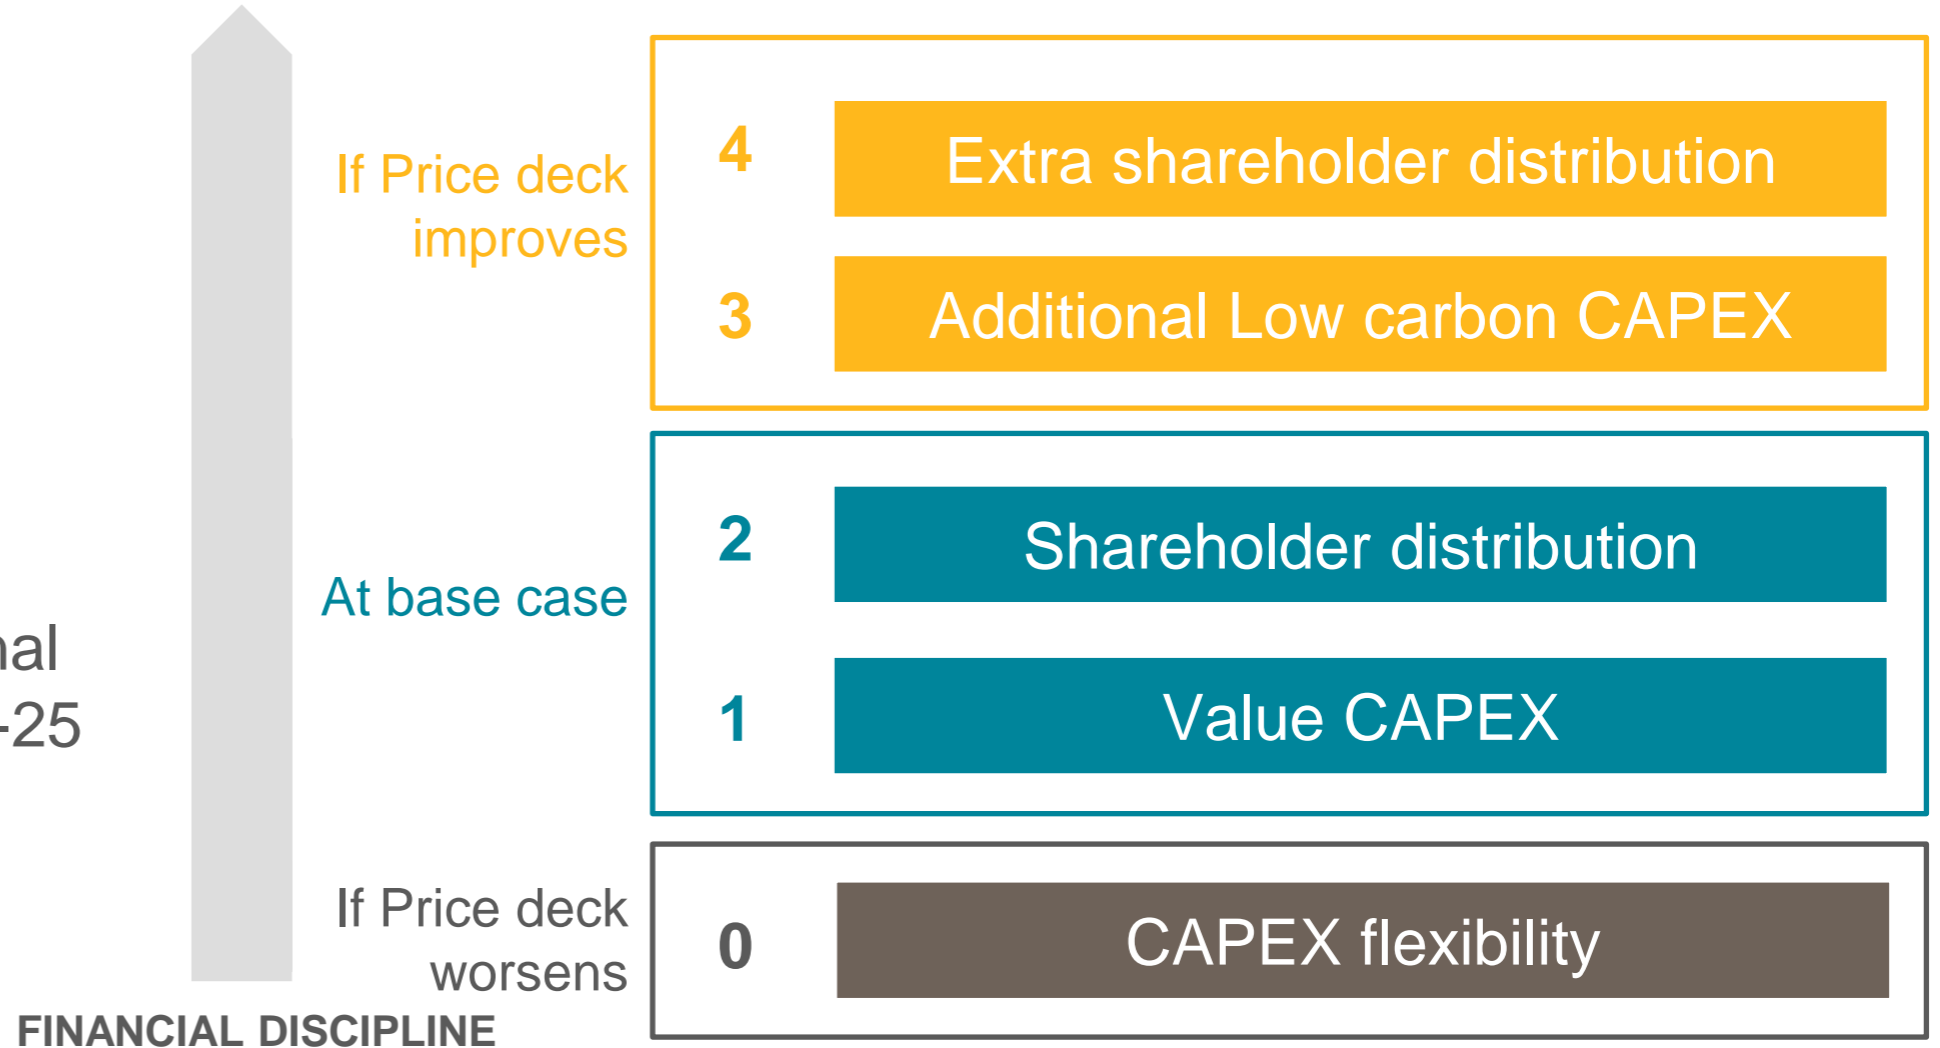 If Price deck
improves
4
Extra shareholder distribution
3
Additional Low carbon CAPEX
At base case
2
Shareholder distribution
1
Value CAPEX
-25
If Price deck
worsens
0
CAPEX flexibility
FINANCIAL DISCIPLINE